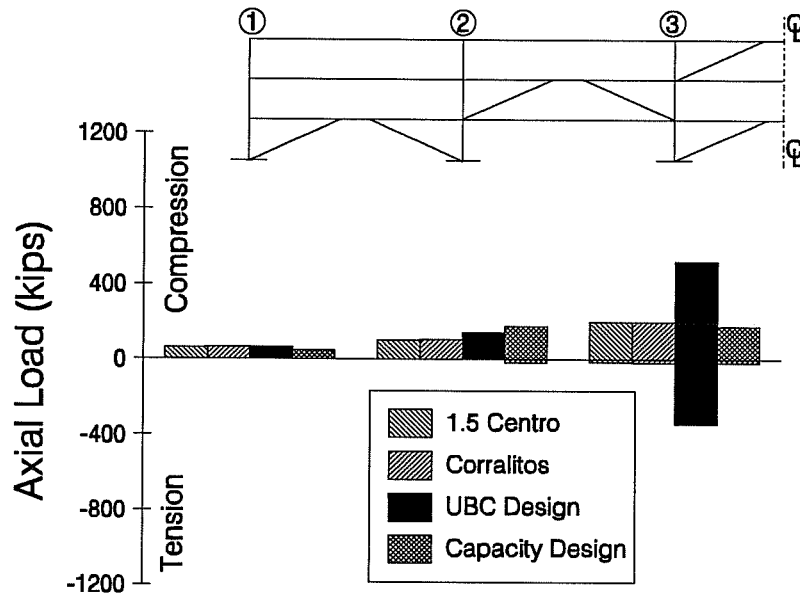 ① ② ③ ℄
℄
Axial Load (kips)
1200
800
400
0
-400
-800
-1200
Compression
Tension
1.5 Centro
Corralitos
UBC Design
Capacity Design